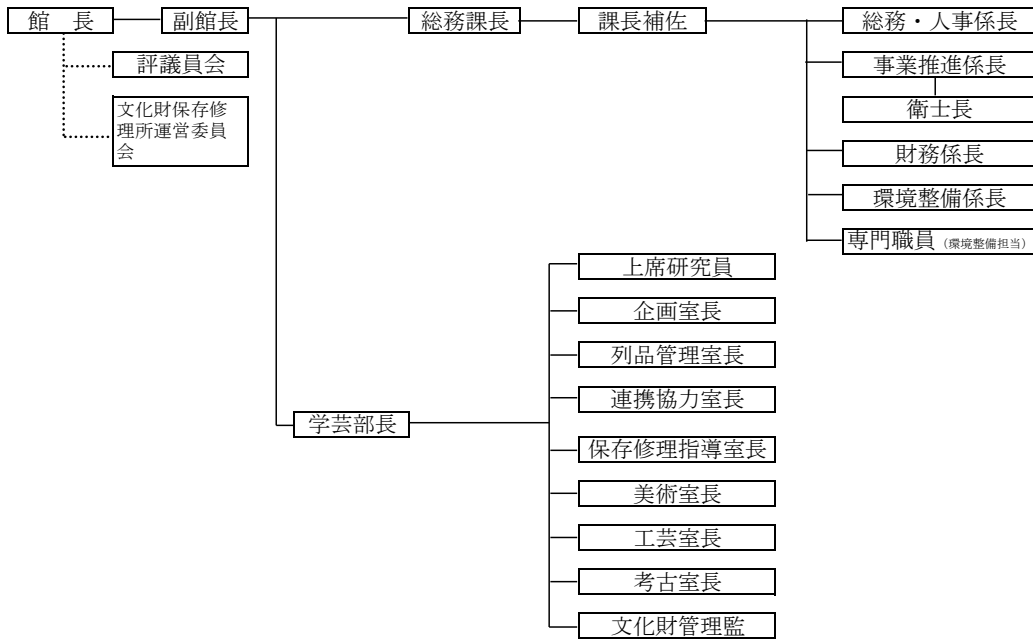 館　長
副館長
総務課長
課長補佐
総務・人事係長
評議員会
事業推進係長
文化財保存修
理所運営委員
会
衛士長
財務係長
環境整備係長
専門職員（環境整備担当）
上席研究員
企画室長
列品管理室長
連携協力室長
学芸部長
保存修理指導室長
美術室長
工芸室長
考古室長
文化財管理監